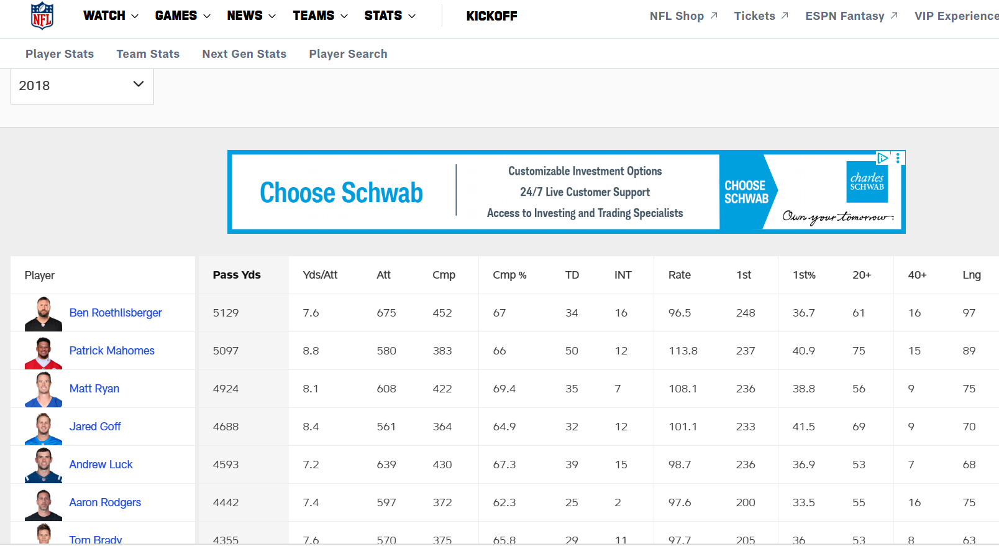 NFL WATCH GAMES NEWS TEAMS STATS KICKOFF NFL Shop Tickets ESPN Fantasy VIP Experience
Player Stats Team Stats Next Gen Stats Player Search
2018
Choose Schwab
Customizable Investment Options
24/7 Live Customer Support
Access to Investing and Trading Specialists
CHOOSE
SCHWAB
charles
SCHWAB
Own your tomorrow.
Player Pass Yds Yds/Att Att Cmp Cmp % TD INT Rate 1st 1st% 20+ 40+ Lng
Ben Roethlisberger 5129 7.6 675 452 67 34 16 96.5 248 36.7 61 16 97
Patrick Mahomes 5097 8.8 580 383 66 50 12 113.8 237 40.9 75 15 89
Matt Ryan 4924 8.1 608 422 69.4 35 7 108.1 236 38.8 56 9 75
Jared Goff 4688 8.4 561 364 64.9 32 12 101.1 233 41.5 69 9 70
Andrew Luck 4593 7.2 639 430 67.3 39 15 98.7 236 36.9 53 7 68
Aaron Rodgers 4442 7.4 597 372 62.3 25 2 97.6 200 33.5 55 16 75
Tom Brady 4355 7.6 570 375 65.8 29 11 97.7 205 36 53 8 63